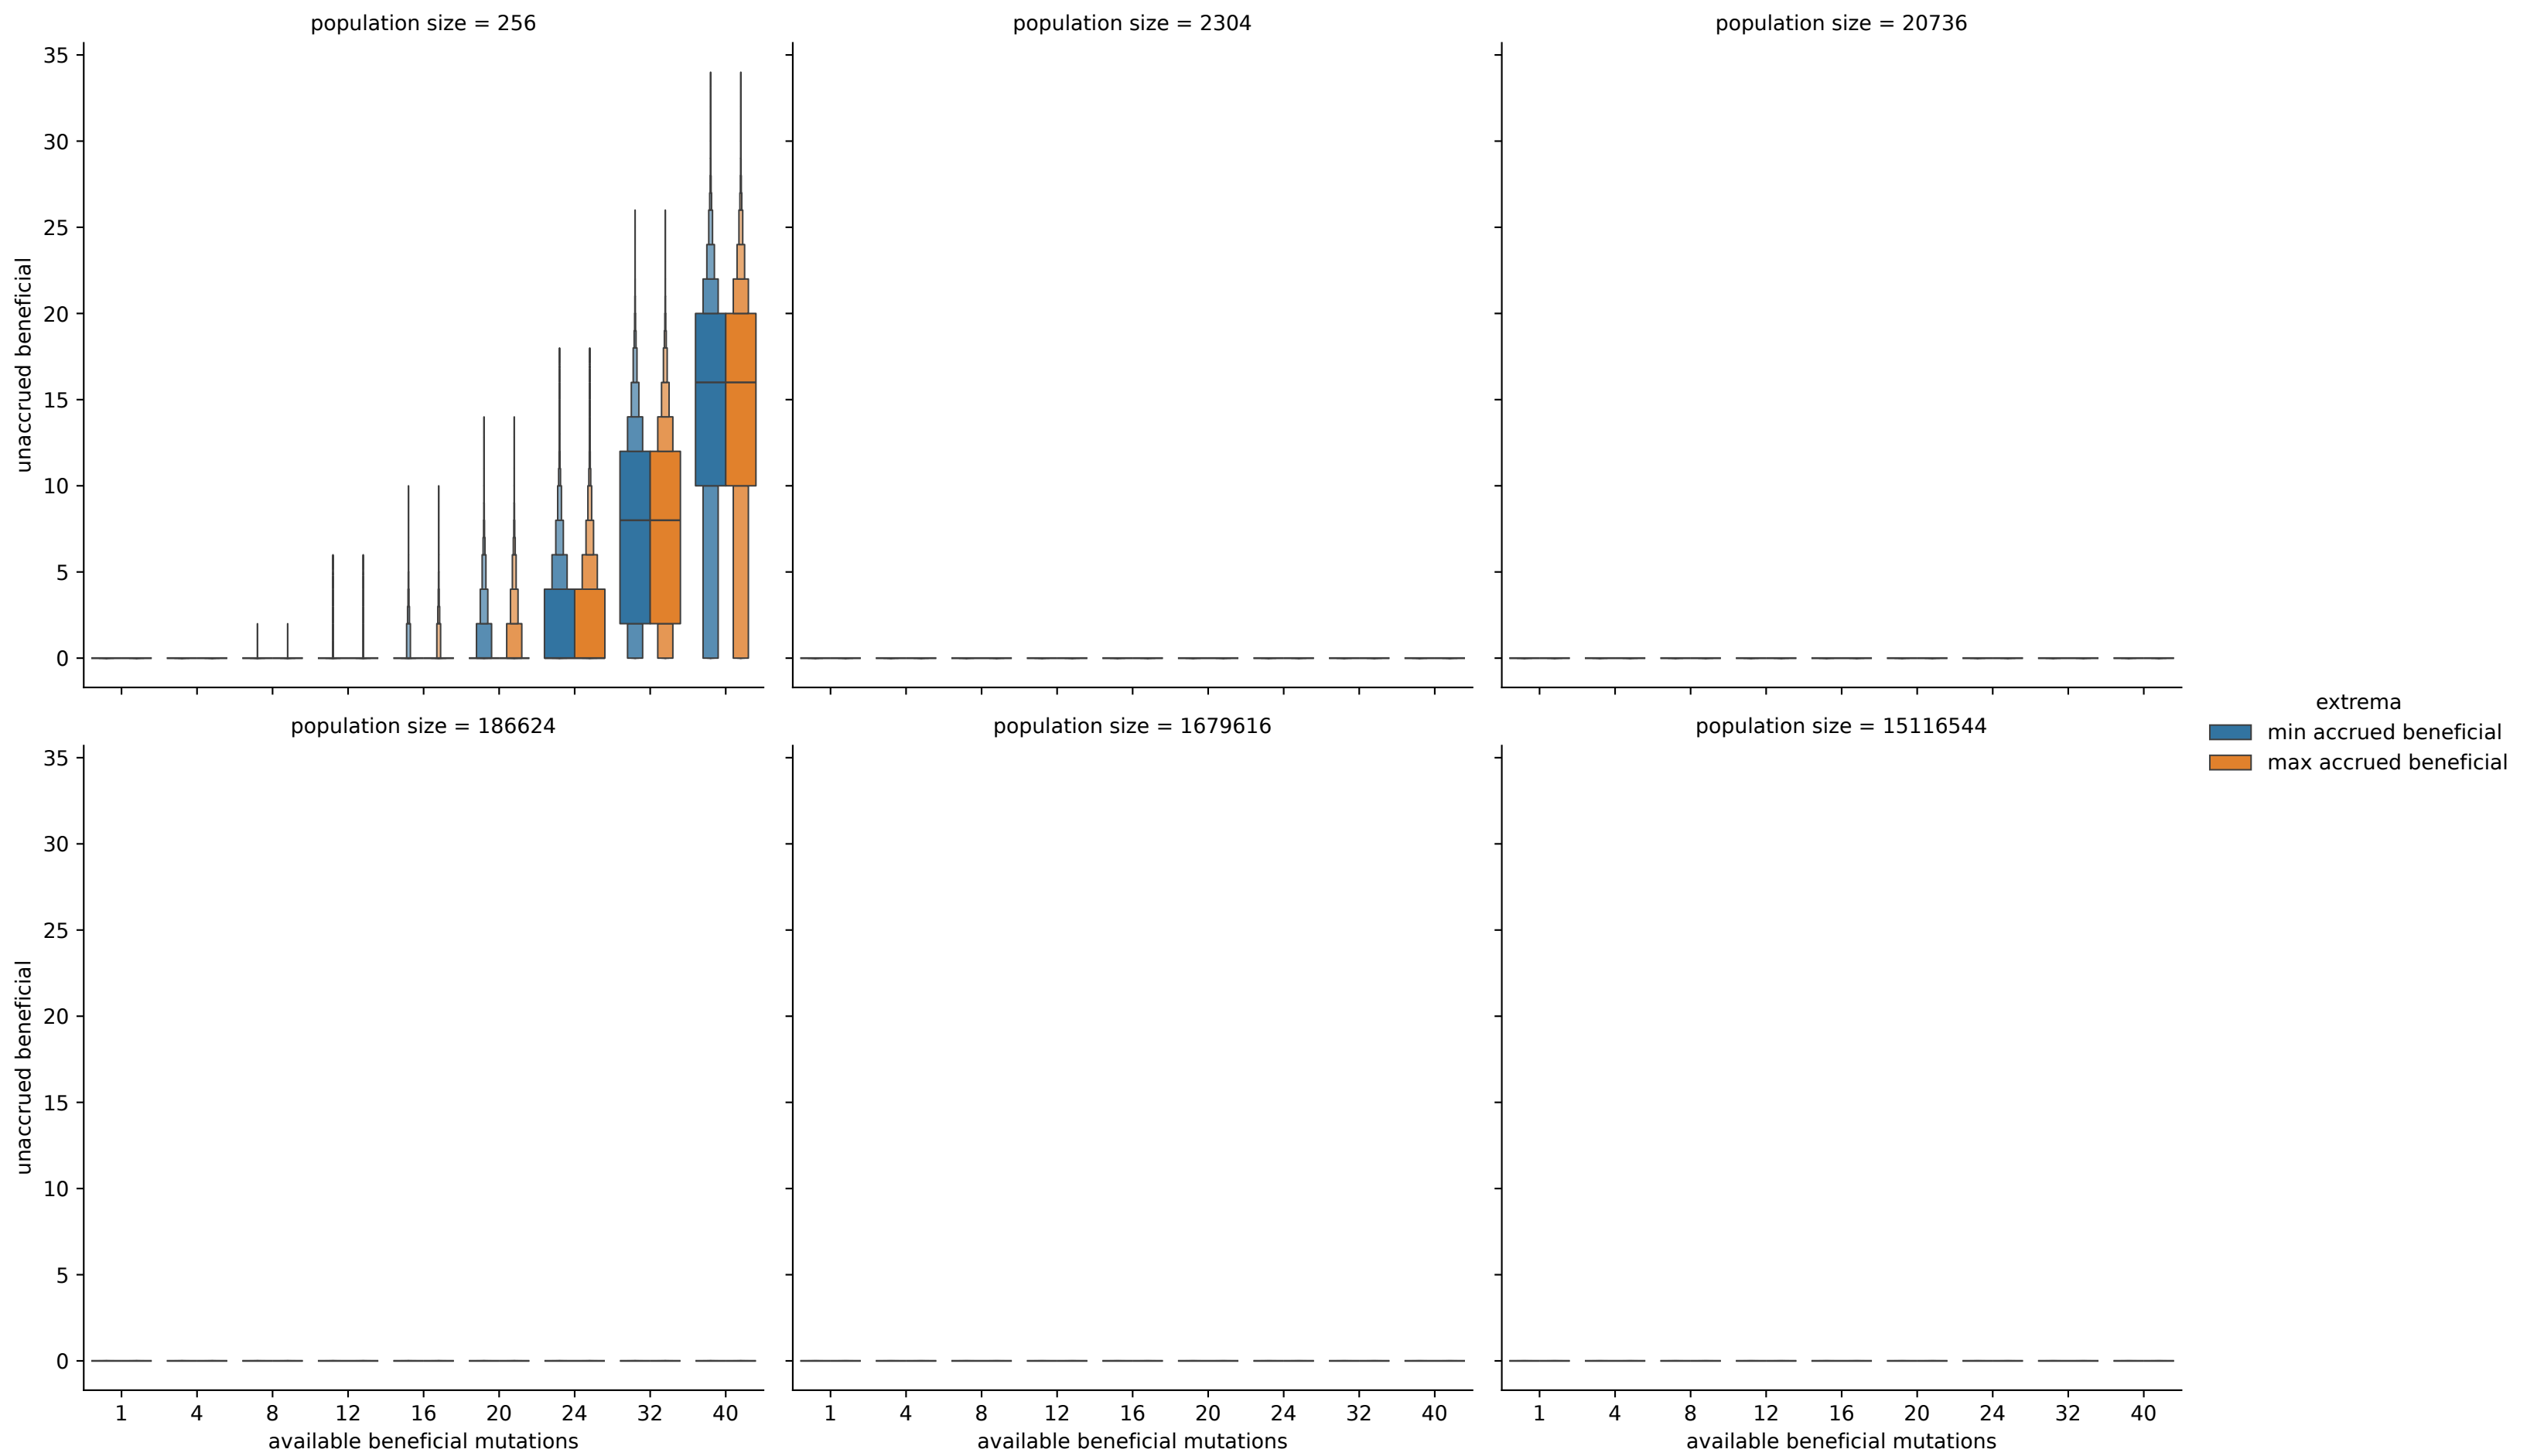 population size = 256
population size = 2304
population size = 20736
35
30
25
20
15
10
5
0
unaccrued beneficial
population size = 186624
population size = 1679616
population size = 15116544
35
30
25
20
15
10
5
0
unaccrued beneficial
1 4 8 12 16 20 24 32 40
available beneficial mutations
1 4 8 12 16 20 24 32 40
available beneficial mutations
1 4 8 12 16 20 24 32 40
available beneficial mutations
extrema
min accrued beneficial
max accrued beneficial